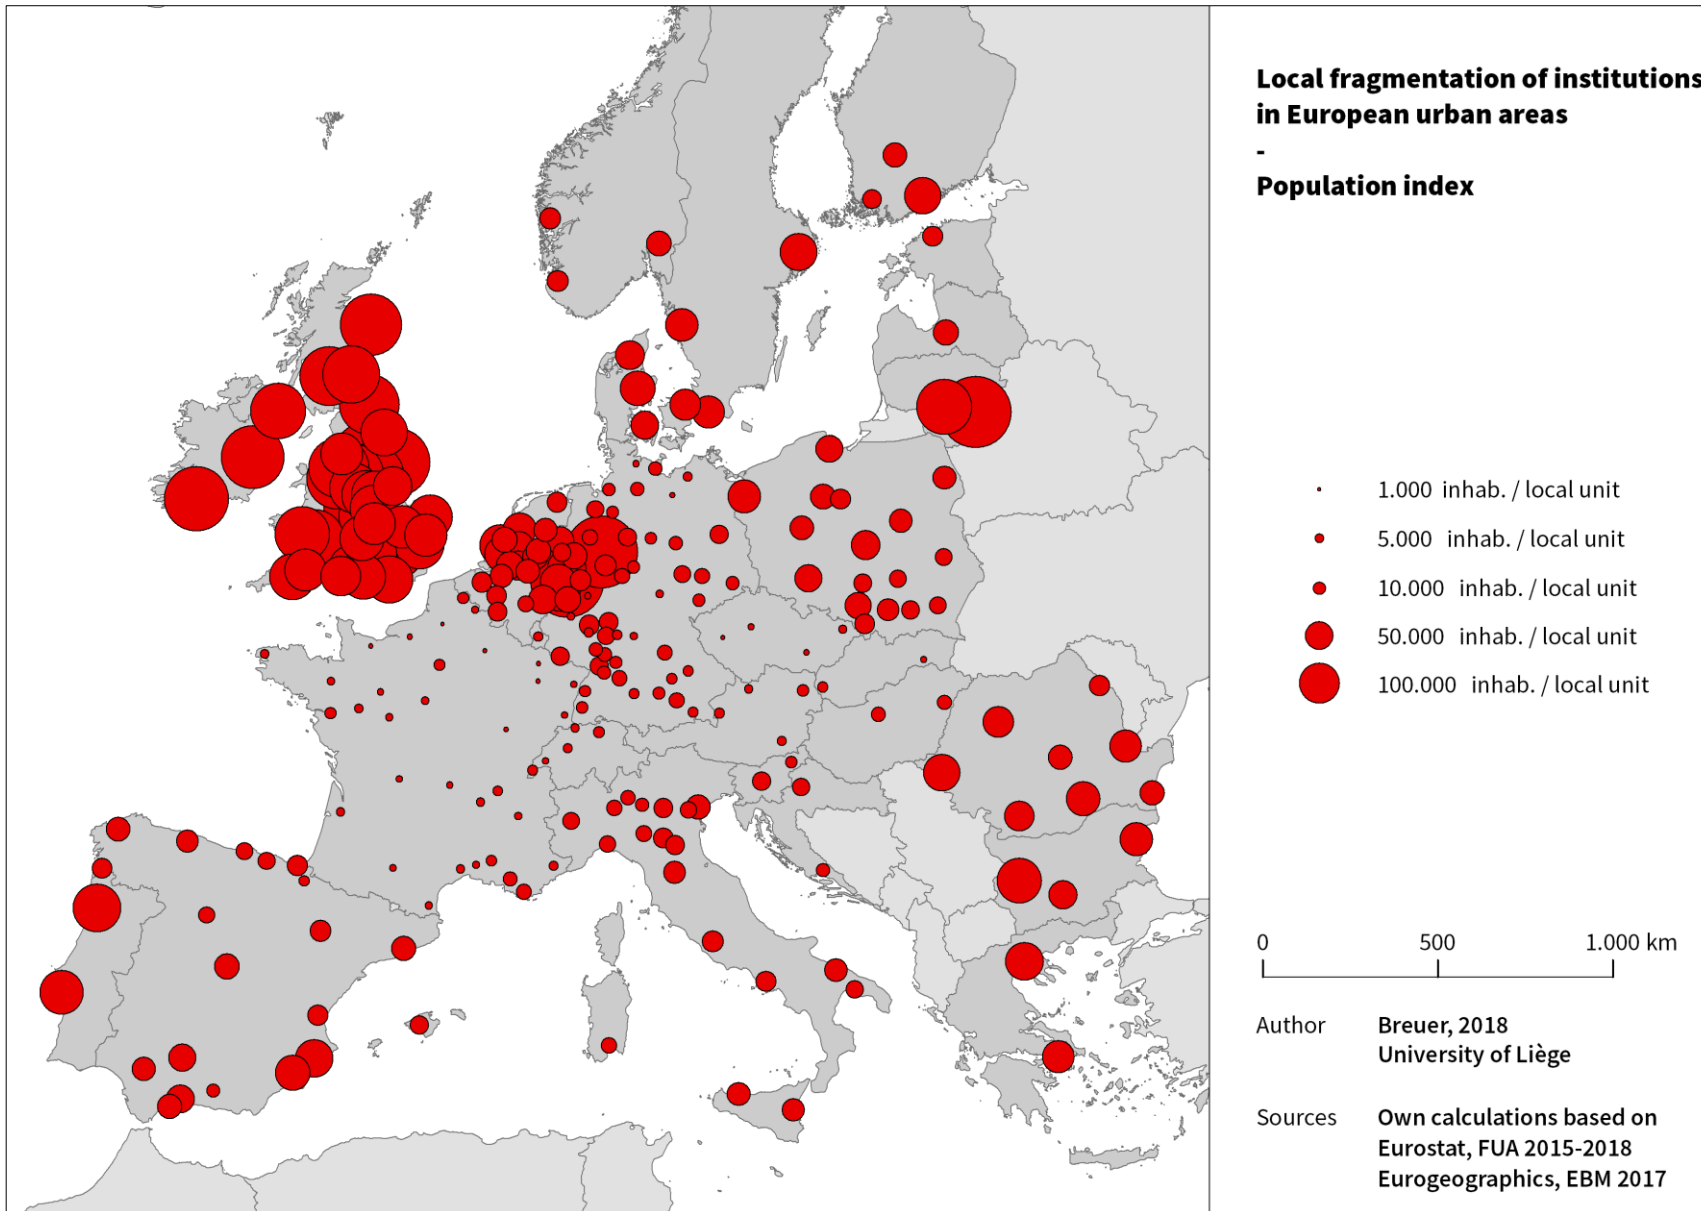 Local fragmentation of institutions
in European urban areas
-
Population index
1.000 inhab. / local unit
5.000 inhab. / local unit
10.000 inhab. / local unit
50.000 inhab. / local unit
100.000 inhab. / local unit
0 500 1.000 km
Author Breuer, 2018
University of Liège
Sources Own calculations based on
Eurostat, FUA 2015-2018
Eurogeographics, EBM 2017